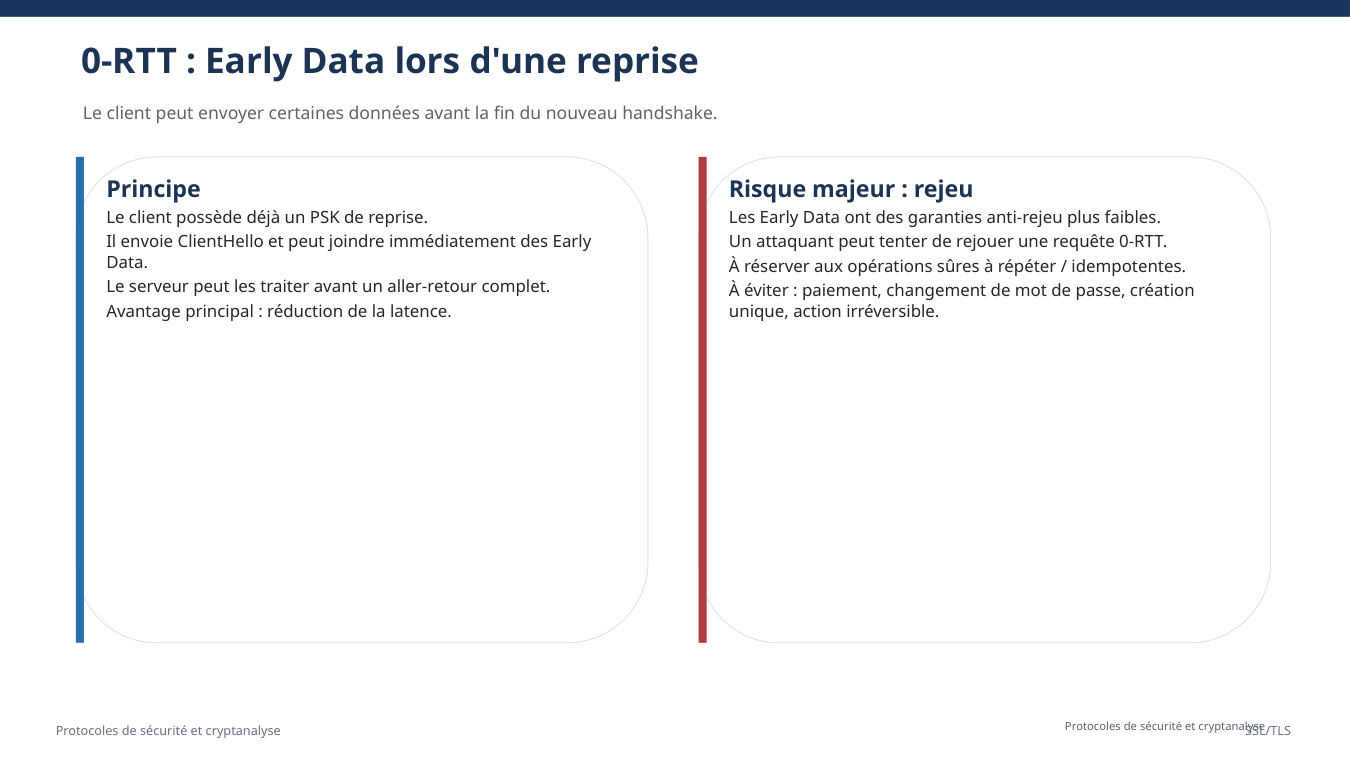 0-RTT : Early Data lors d'une reprise
Le client peut envoyer certaines données avant la fin du nouveau handshake.
Principe
Le client possède déjà un PSK de reprise.
Il envoie ClientHello et peut joindre immédiatement des Early
Data.
Le serveur peut les traiter avant un aller-retour complet.
Avantage principal : réduction de la latence.
Risque majeur : rejeu
Les Early Data ont des garanties anti-rejeu plus faibles.
Un attaquant peut tenter de rejouer une requête 0-RTT.
À réserver aux opérations sûres à répéter / idempotentes.
À éviter : paiement, changement de mot de passe, création
unique, action irréversible.
Protocoles de sécurité et cryptanalyse
Protocoles de sécurité et cryptanalyse
SSL/TLS